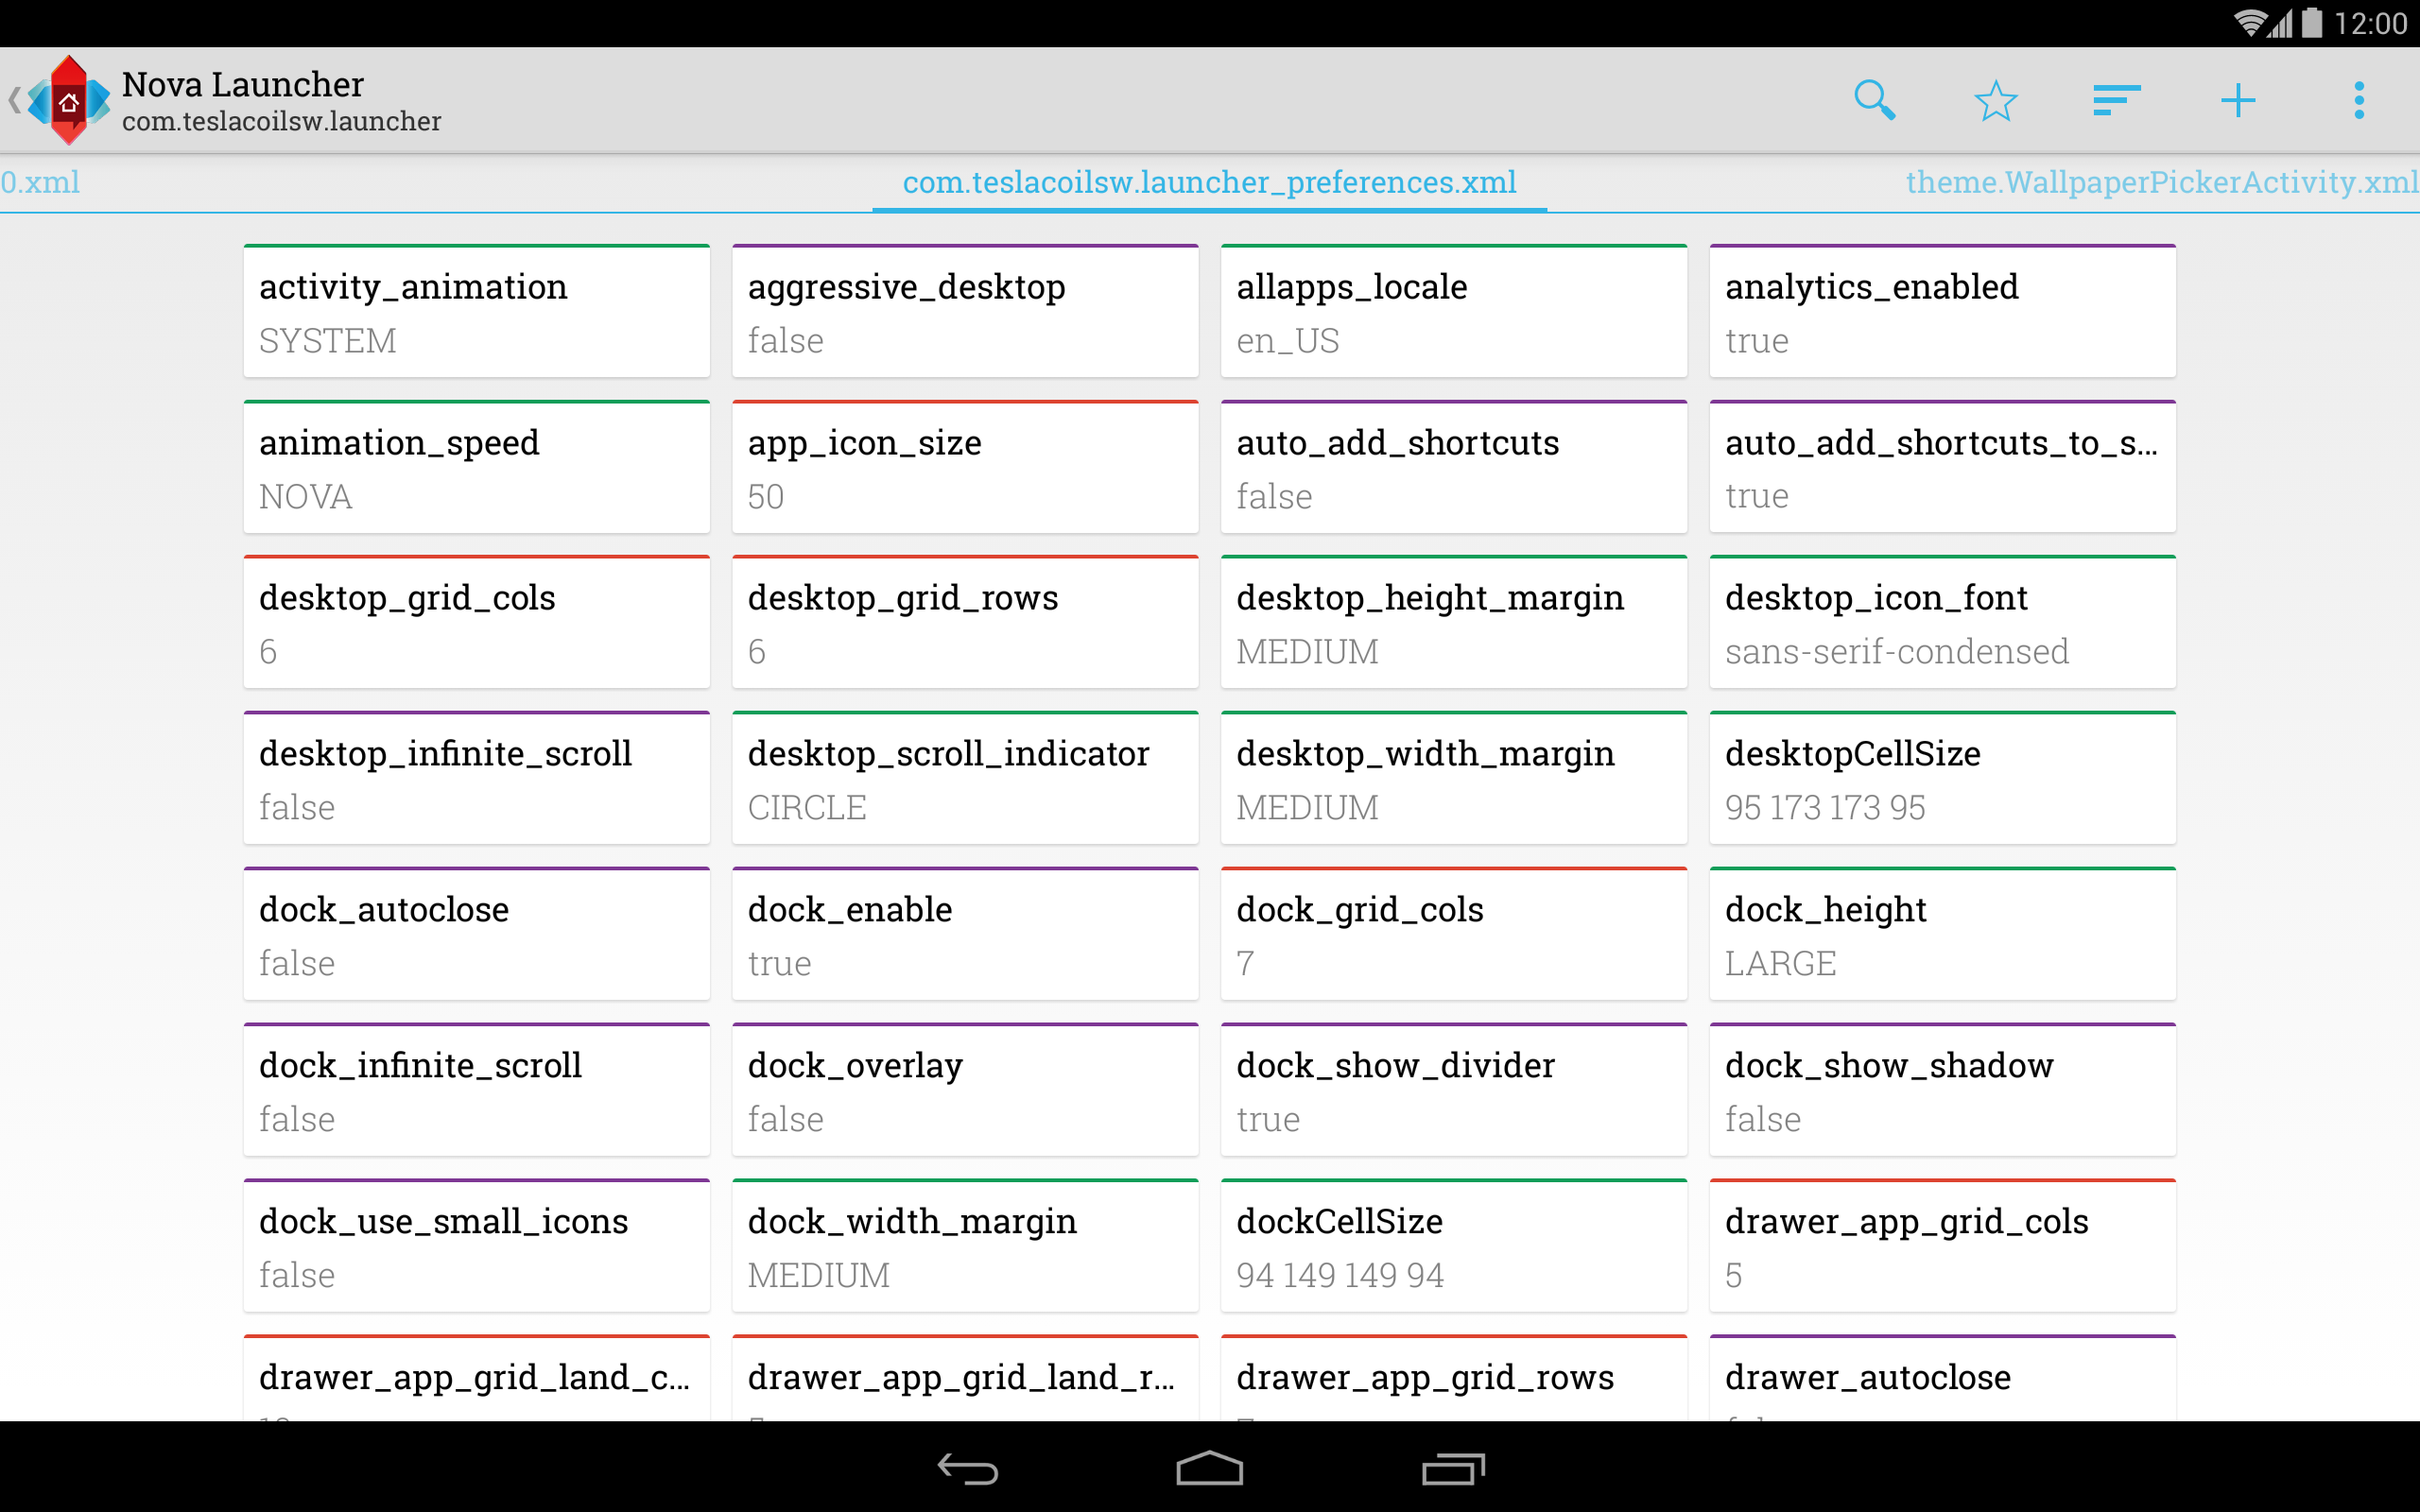 12:00
Nova Launcher
com.teslacoilsw.launcher
0.xml
com.teslacoilsw.launcher_preferences.xml
theme.WallpaperPickerActivity.xml
activity_animation
SYSTEM
aggressive_desktop
false
allapps_locale
en_US
analytics_enabled
true
animation_speed
NOVA
app_icon_size
50
auto_add_shortcuts
false
auto_add_shortcuts_to_s...
true
desktop_grid_cols
6
desktop_grid_rows
6
desktop_height_margin
MEDIUM
desktop_icon_font
sans-serif-condensed
desktop_infinite_scroll
false
desktop_scroll_indicator
CIRCLE
desktop_width_margin
MEDIUM
desktopCellSize
95 173 173 95
dock_autoclose
false
dock_enable
true
dock_grid_cols
7
dock_height
LARGE
dock_infinite_scroll
false
dock_overlay
false
dock_show_divider
true
dock_show_shadow
false
dock_use_small_icons
false
dock_width_margin
MEDIUM
dockCellSize
94 149 149 94
drawer_app_grid_cols
5
drawer_app_grid_land_c...
drawer_app_grid_land_r...
drawer_app_grid_rows
drawer_autoclose